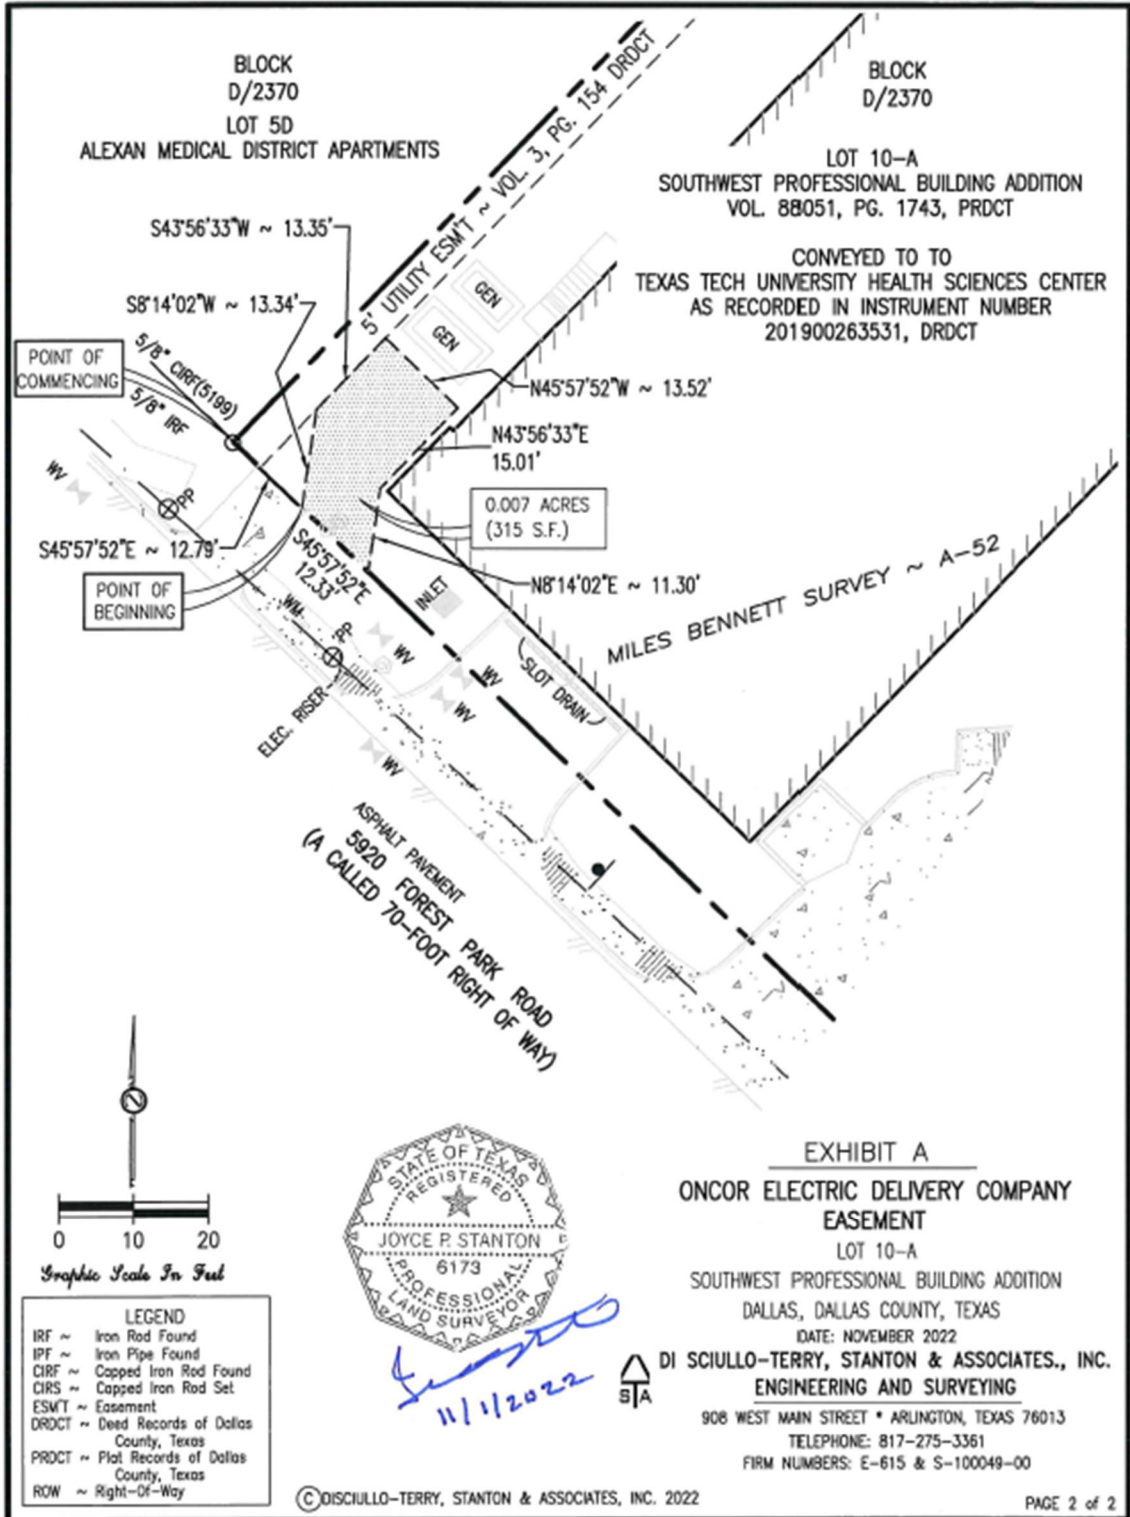 BLOCK
D/2370
LOT 5D
ALEXAN MEDICAL DISTRICT APARTMENTS
5' UTILITY ESM'T ~ VOL. 3, PG. 154 DRDCT
BLOCK
D/2370
LOT 10-A
SOUTHWEST PROFESSIONAL BUILDING ADDITION
VOL. 88051, PG. 1743, PRDCT
CONVEYED TO TO
TEXAS TECH UNIVERSITY HEALTH SCIENCES CENTER
AS RECORDED IN INSTRUMENT NUMBER
201900263531, DRDCT
S43°56'33"W ~ 13.35'
S8°14'02"W ~ 13.34'
GEN
GEN
POINT OF
COMMENCING
5/8" CIRF(5199)
5/8" IRF
N45°57'52"W ~ 13.52'
N43°56'33"E
15.01'
0.007 ACRES
(315 S.F.)
WV
PP
S45°57'52"E ~ 12.79'
S45°57'52"E
12.33'
POINT OF
BEGINNING
N8°14'02"E ~ 11.30'
INLET
WM
PP
WV
WV
WV
WV
ELEC. RISER
SLOT DRAIN
MILES BENNETT SURVEY ~ A-52
ASPHALT PAVEMENT
5920 FOREST PARK ROAD
(A CALLED 70-FOOT RIGHT OF WAY)
N
0 10 20
Graphic Scale In Feet
LEGEND
IRF ~ Iron Rod Found
IPF ~ Iron Pipe Found
CIRF ~ Capped Iron Rod Found
CIRS ~ Capped Iron Rod Set
ESM'T ~ Easement
DRDCT ~ Deed Records of Dallas
County, Texas
PRDCT ~ Plat Records of Dallas
County, Texas
ROW ~ Right-Of-Way
STATE OF TEXAS
REGISTERED
JOYCE P. STANTON
6173
PROFESSIONAL
LAND SURVEYOR
11/1/2022
EXHIBIT A
ONCOR ELECTRIC DELIVERY COMPANY
EASEMENT
LOT 10-A
SOUTHWEST PROFESSIONAL BUILDING ADDITION
DALLAS, DALLAS COUNTY, TEXAS
DATE: NOVEMBER 2022
STA
DI SCIULLO-TERRY, STANTON & ASSOCIATES., INC.
ENGINEERING AND SURVEYING
908 WEST MAIN STREET * ARLINGTON, TEXAS 76013
TELEPHONE: 817-275-3361
FIRM NUMBERS: E-615 & S-100049-00
©DISCIULLO-TERRY, STANTON & ASSOCIATES, INC. 2022
PAGE 2 of 2